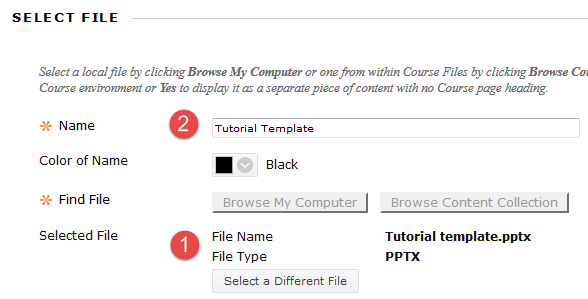 SELECT FILE
Select a local file by clicking Browse My Computer or one from within Course Files by clicking Browse
Course environment or Yes to display it as a separate piece of content with no Course page heading.
* Name 2 Tutorial Template
Color of Name Black
* Find File Browse My Computer Browse Content Collection
Selected File 1 File Name Tutorial template.pptx
File Type PPTX
Select a Different File